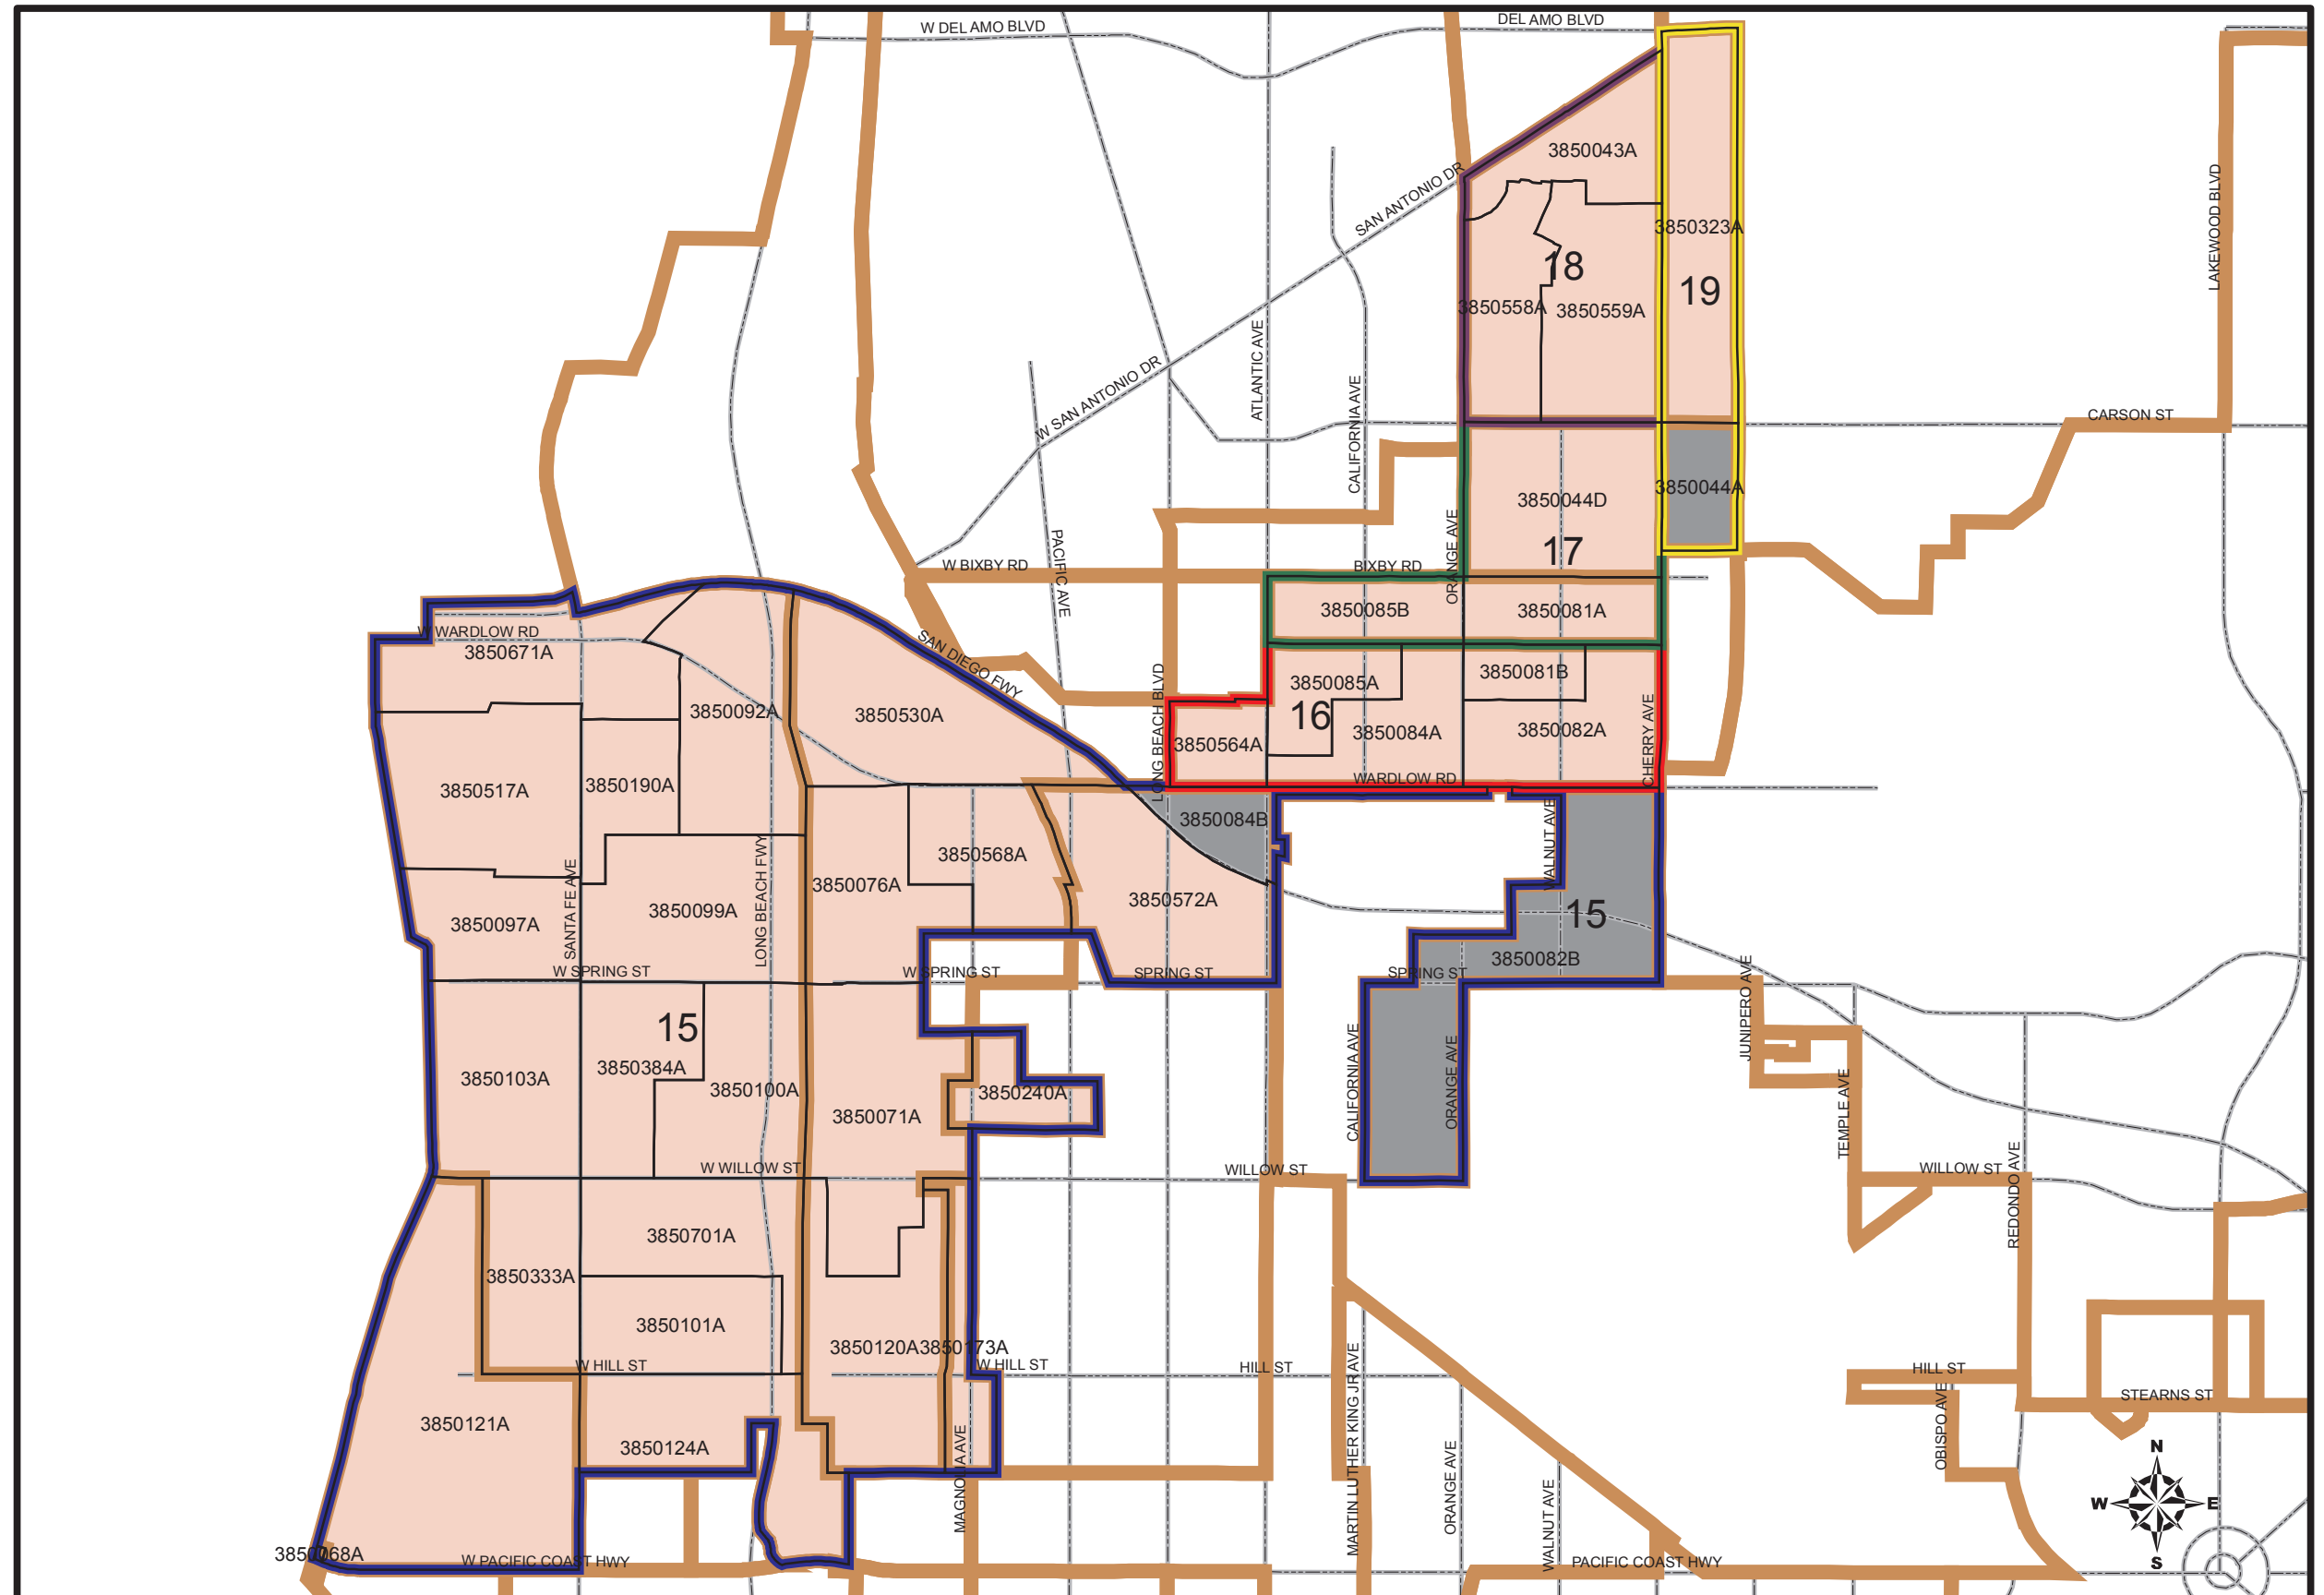 W DEL AMO BLVD
DEL AMO BLVD
3850043A
SAN ANTONIO DR
LAKEWOOD BLVD
3850323A
18
19
3850558A
3850559A
ATLANTIC AVE
W SAN ANTONIO DR
CALIFORNIA AVE
CARSON ST
3850044A
3850044D
ORANGE AVE
17
PACIFIC AVE
W BIXBY RD
BIXBY RD
3850085B
3850081A
W WARDLOW RD
3850671A
SAN DIEGO FWY
3850085A
3850081B
3850092A
3850530A
LONG BEACH BLVD
16
3850564A
3850084A
3850082A
CHERRY AVE
WARDLOW RD
3850517A
3850190A
3850084B
WALNUT AVE
3850568A
3850076A
3850572A
SANTA FE AVE
LONG BEACH FWY
3850097A
3850099A
15
3850082B
W SPRING ST
W SPRING ST
SPRING ST
SPRING ST
JUNIPERO AVE
15
3850103A
3850384A
3850100A
3850240A
3850071A
CALIFORNIA AVE
ORANGE AVE
TEMPLE AVE
W WILLOW ST
WILLOW ST
WILLOW ST
REDONDO AVE
3850701A
3850333A
3850101A
3850120A
3850173A
W HILL ST
W HILL ST
HILL ST
HILL ST
STEARNS ST
MARTIN LUTHER KING JR AVE
OBISPO AVE
3850121A
3850124A
MAGNOLIA AVE
ORANGE AVE
WALNUT AVE
N
W
E
S
W PACIFIC COAST HWY
PACIFIC COAST HWY